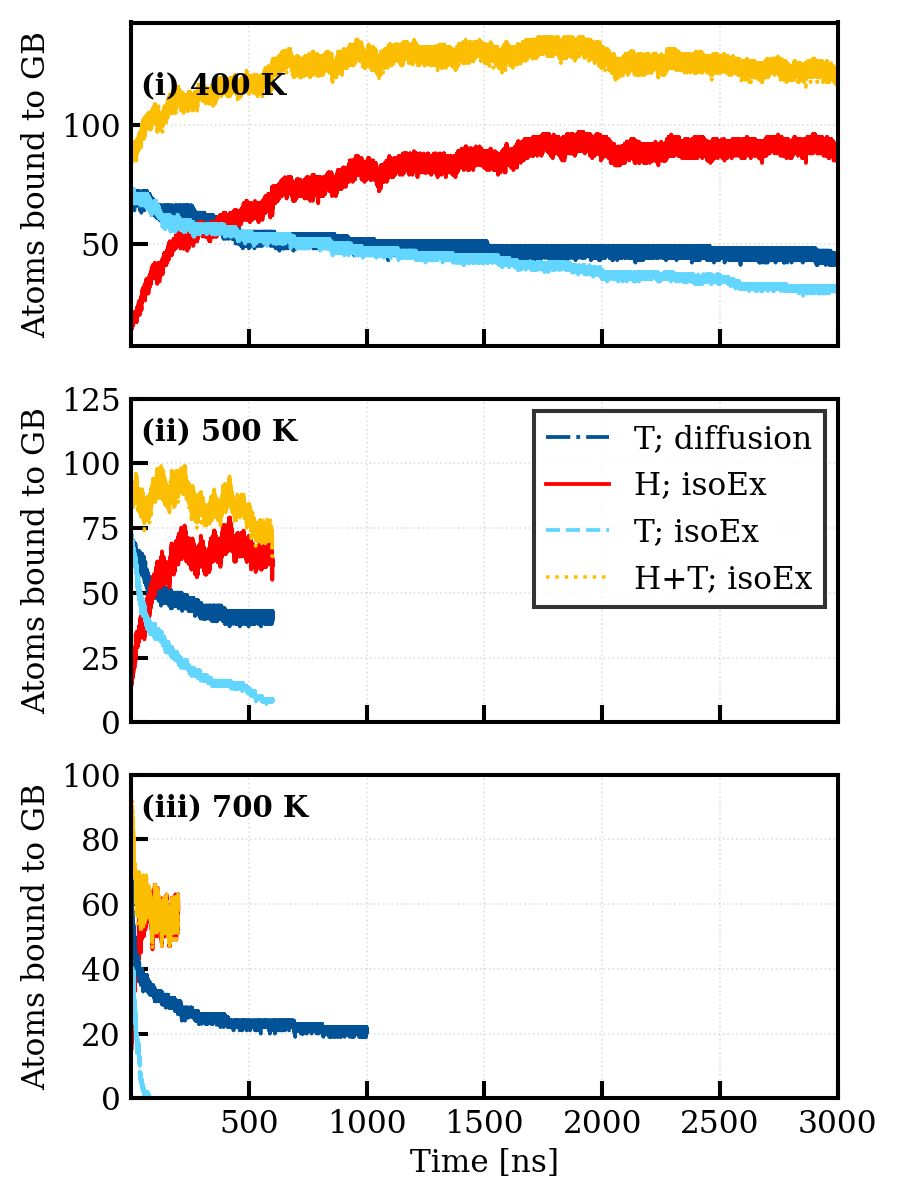 Atoms bound to GB
(i) 400 K
100
50
Atoms bound to GB
(ii) 500 K
125
100
75
50
25
0
T; diffusion
H; isoEx
T; isoEx
H+T; isoEx
Atoms bound to GB
(iii) 700 K
100
80
60
40
20
0
500 1000 1500 2000 2500 3000
Time [ns]